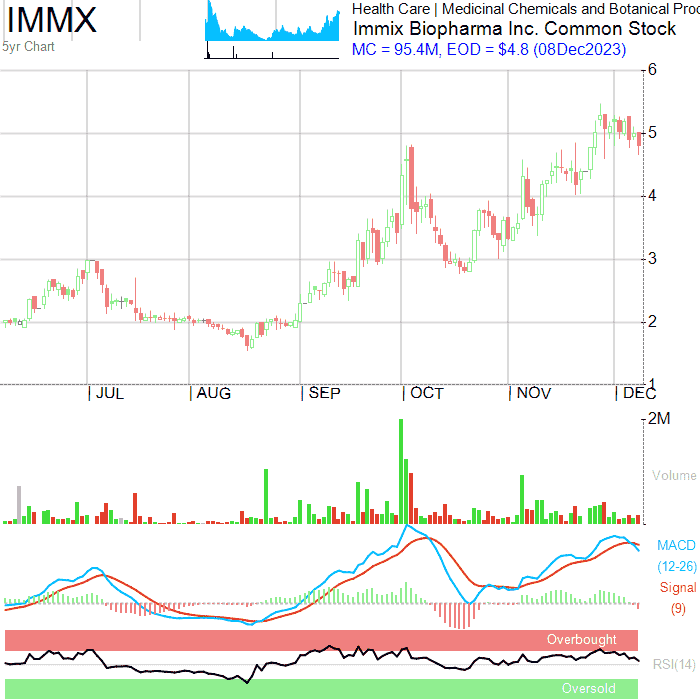 IMMX
5yr Chart
Health Care | Medicinal Chemicals and Botanical Proc
Immix Biopharma Inc. Common Stock
MC = 95.4M, EOD = $4.8 (08Dec2023)
6
5
4
3
2
1
JUL AUG SEP OCT NOV DEC
2M
Volume
MACD
(12-26)
Signal
(9)
Overbought
RSI(14)
Oversold